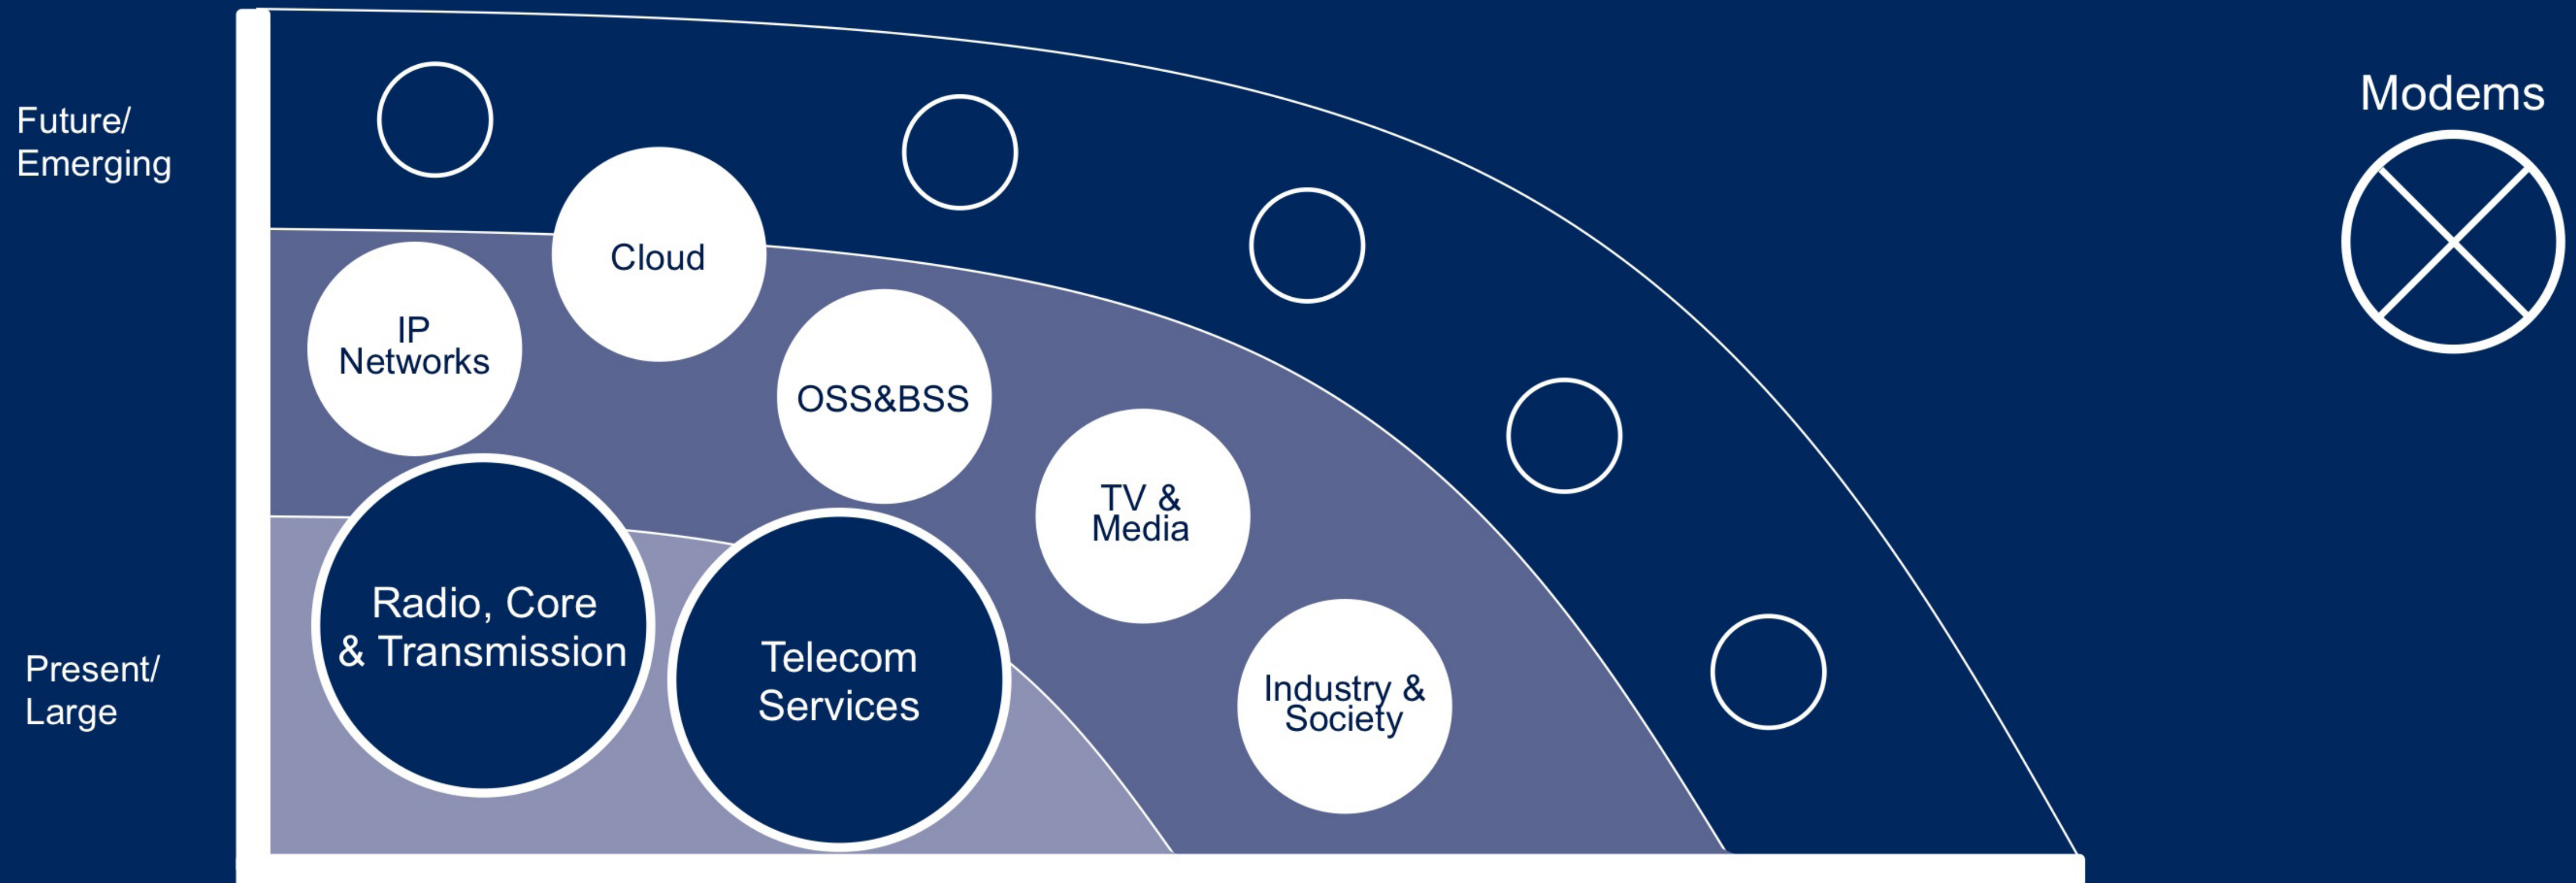 Future/
Emerging
Modems
Cloud
IP
Networks
OSS&BSS
TV &
Media
Radio, Core
& Transmission
Telecom
Services
Industry &
Society
Present/
Large